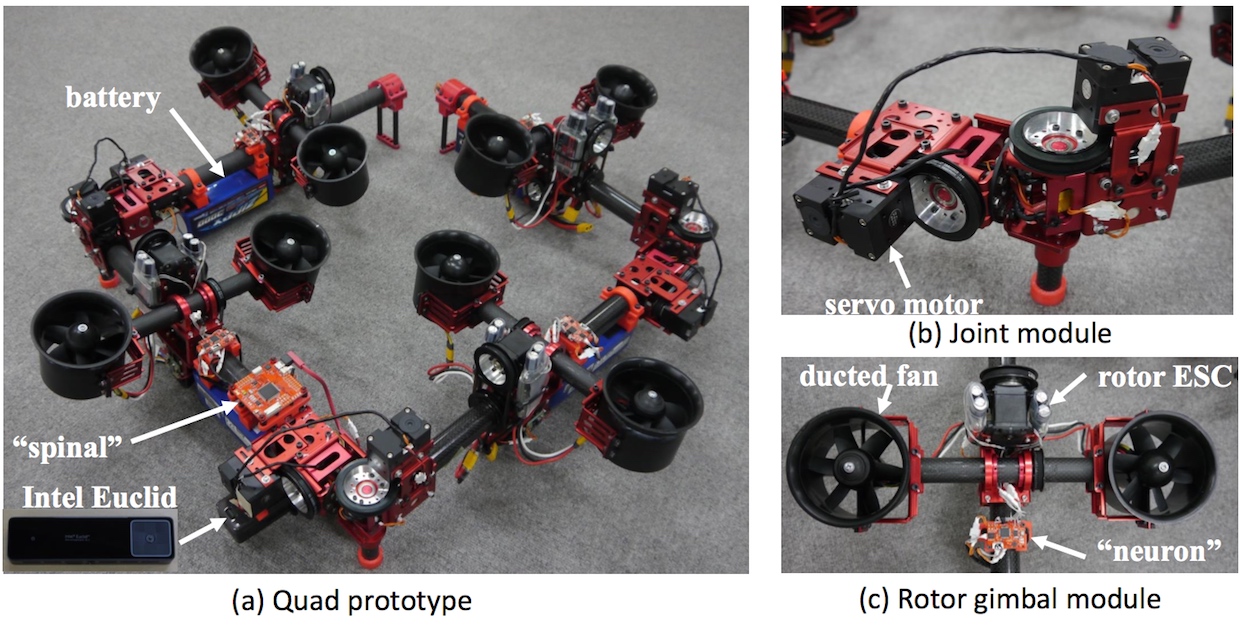 battery
“spinal”
Intel Euclid
(a) Quad prototype
servo motor
(b) Joint module
ducted fan
rotor ESC
“neuron”
(c) Rotor gimbal module